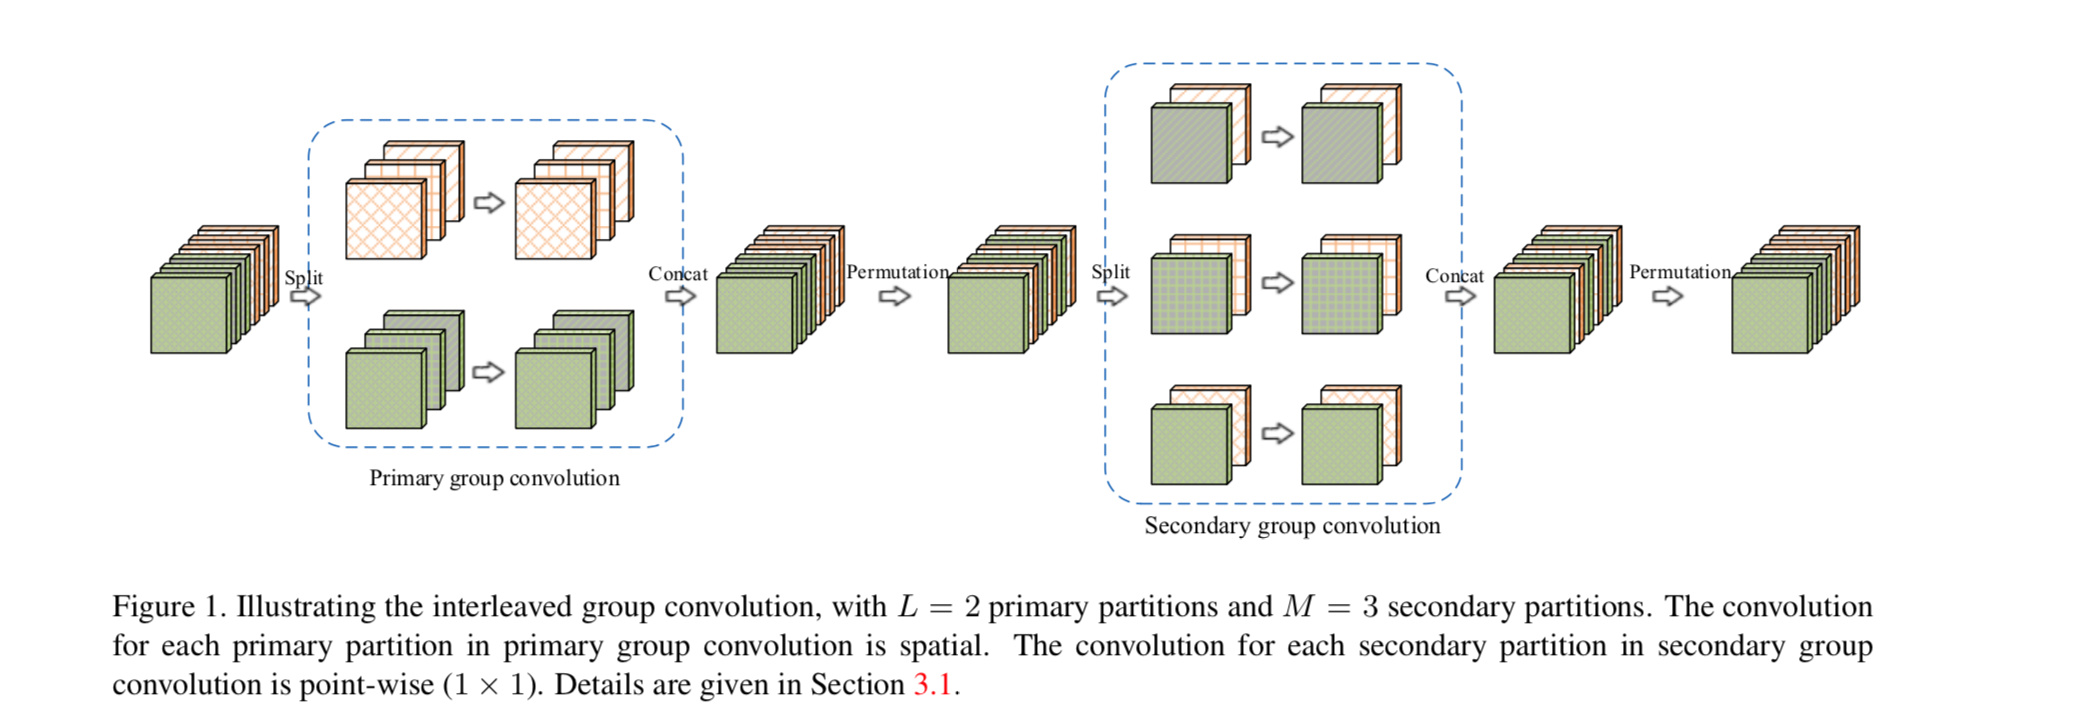 Split
Primary group convolution
Concat
Permutation
Split
Secondary group convolution
Concat
Permutation
Figure 1. Illustrating the interleaved group convolution, with L = 2 primary partitions and M = 3 secondary partitions. The convolution
for each primary partition in primary group convolution is spatial. The convolution for each secondary partition in secondary group
convolution is point-wise (1 × 1). Details are given in Section 3.1.